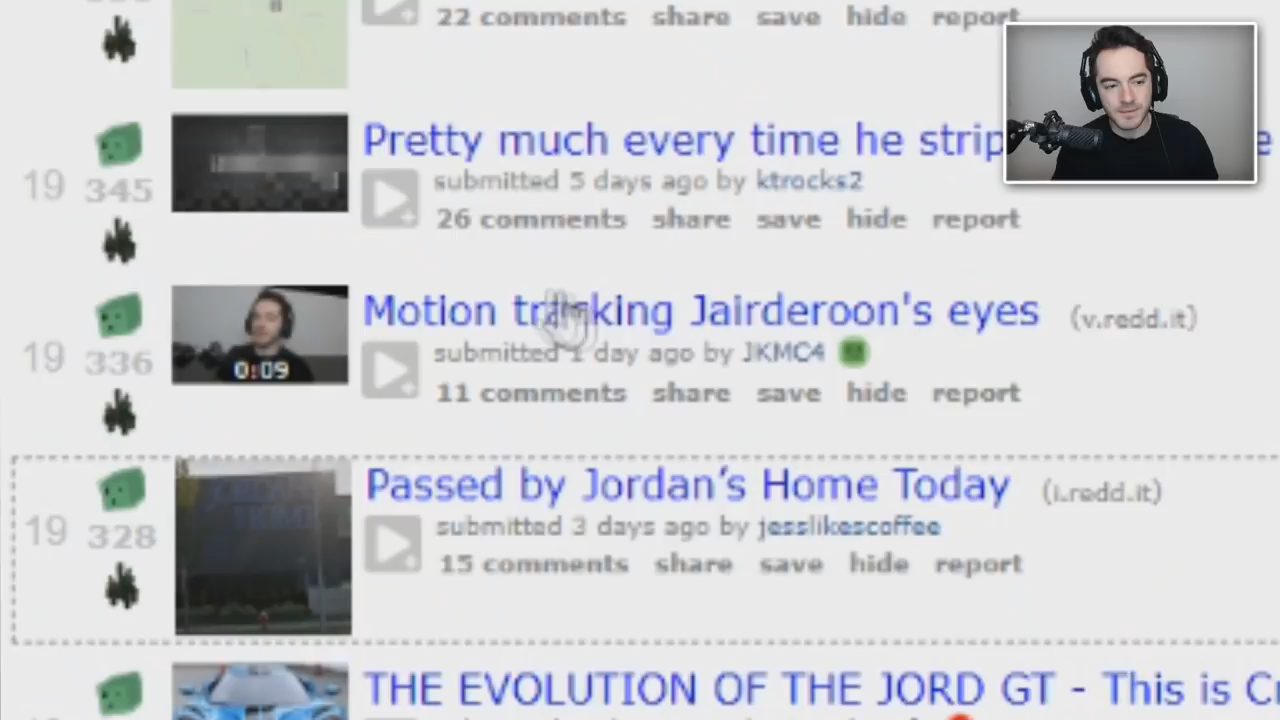 22 comments share save hide report
Pretty much every time he strip
19 345 submitted 5 days ago by ktrocks2
26 comments share save hide report
Motion tracking Jairderoon's eyes (v.redd.it)
19 336 submitted 1 day ago by JKMC4
0:09
11 comments share save hide report
Passed by Jordan’s Home Today (i.redd.it)
19 328 submitted 3 days ago by jesslikescoffee
15 comments share save hide report
THE EVOLUTION OF THE JORD GT - This is